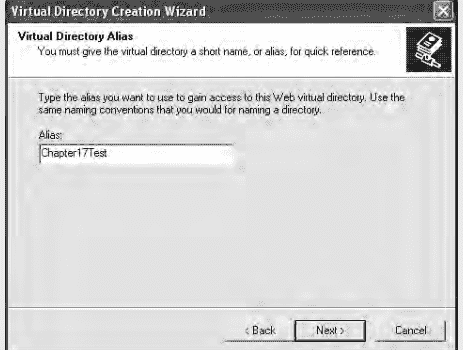 Virtual Directory Creation Wizard
Virtual Directory Alias
You must give the virtual directory a short name, or alias, for quick reference.
Type the alias you want to use to gain access to this Web virtual directory. Use the
same naming conventions that you would for naming a directory.
Alias:
Chapter17Test
< Back Next > Cancel